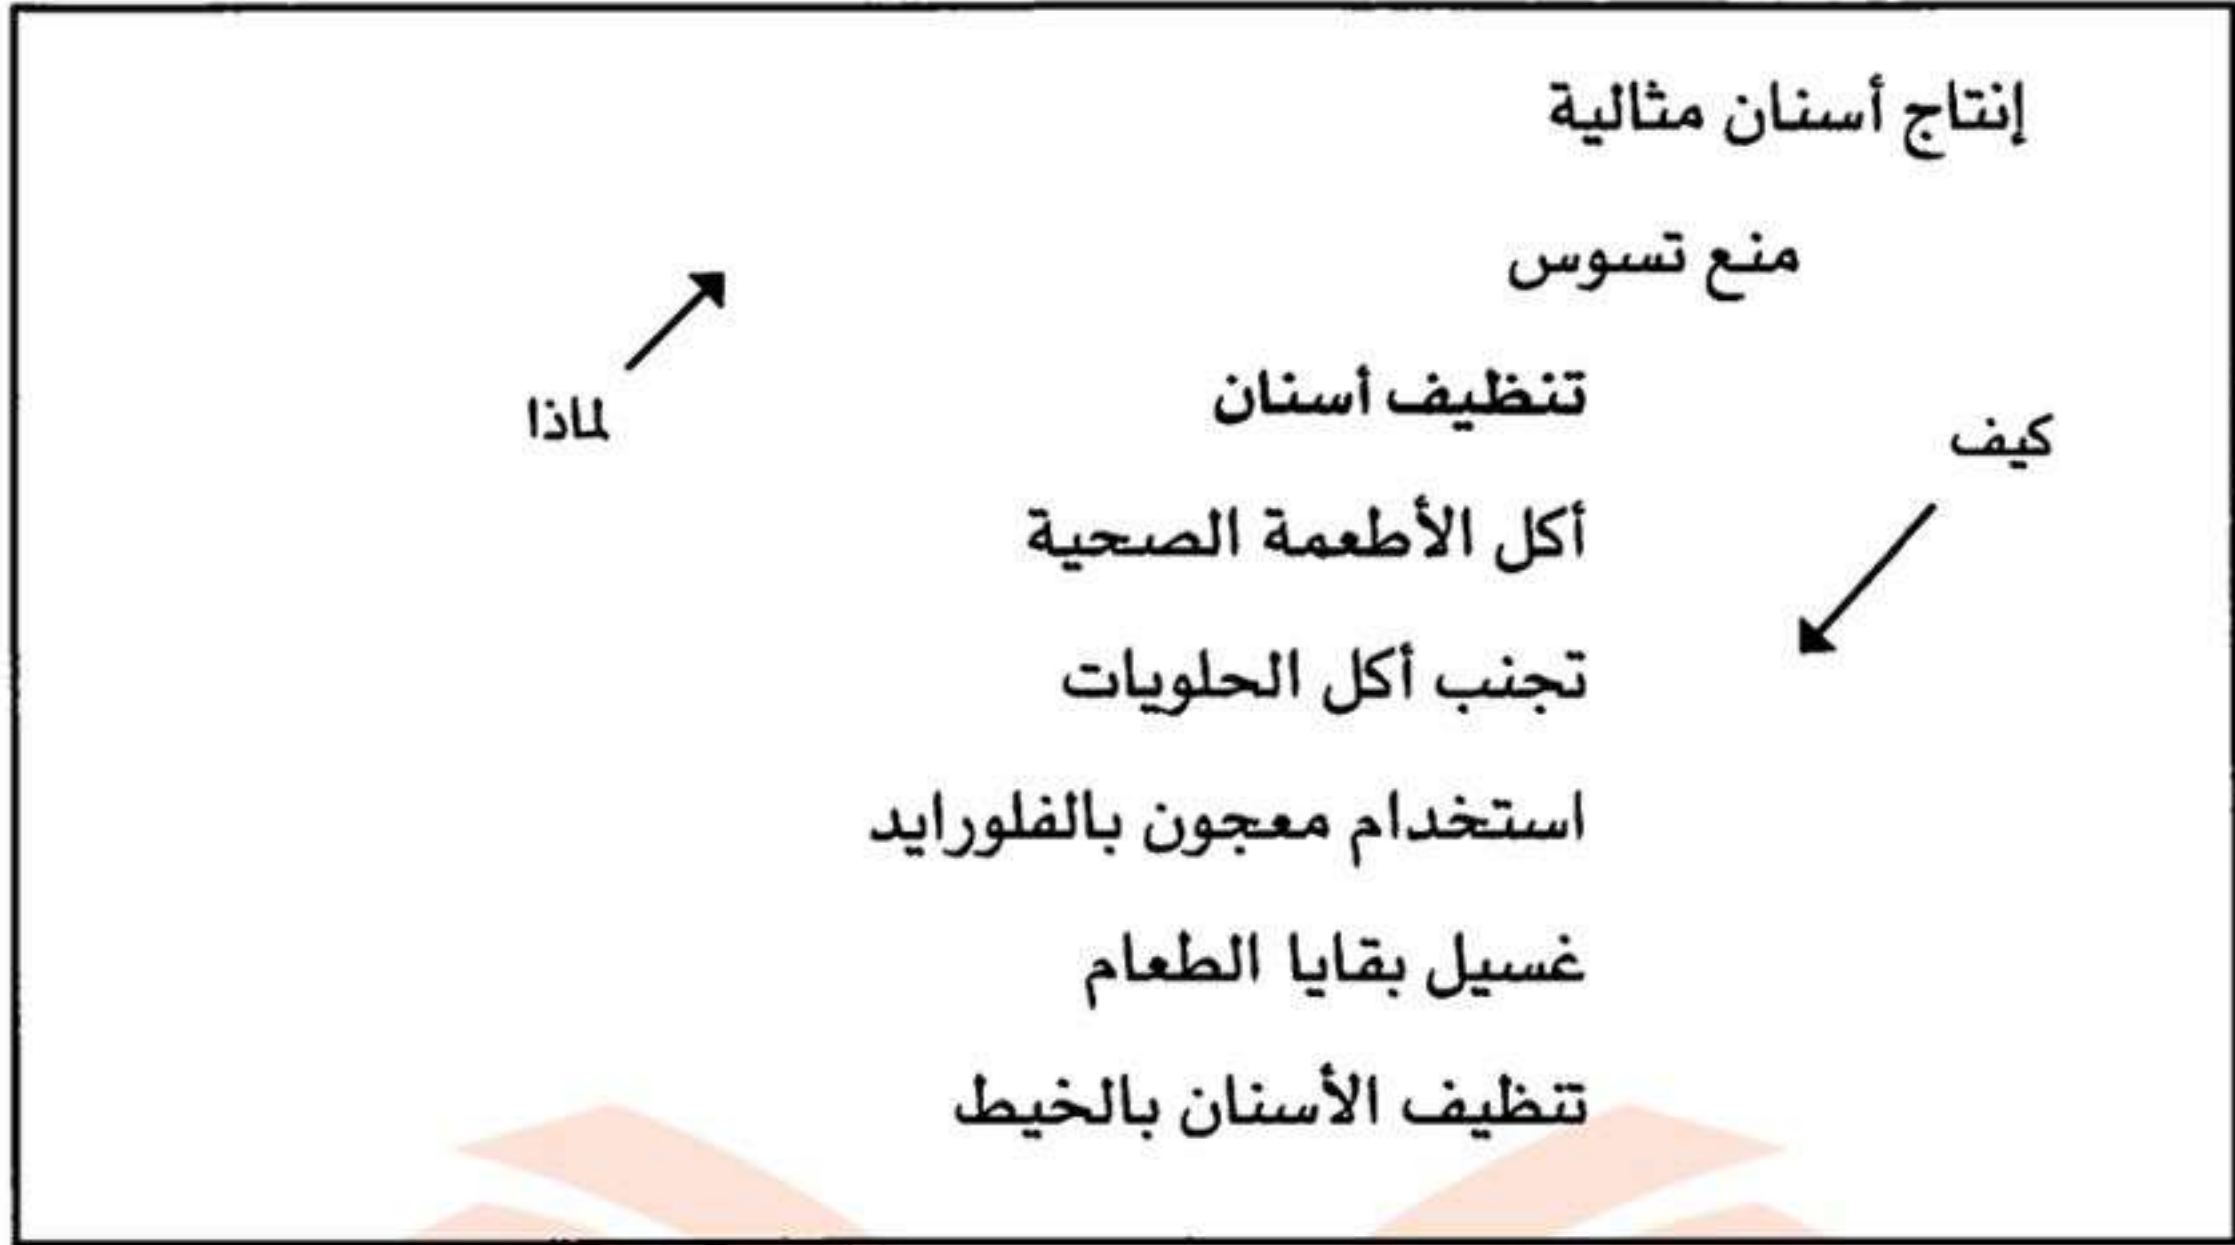 إنتاج أسنان مثالية
منع تسوس
تنظيف أسنان
لماذا
كيف
أكل الأطعمة الصحية
تجنب أكل الحلويات
استخدام معجون بالفلورايد
غسيل بقايا الطعام
تنظيف الأسنان بالخيط